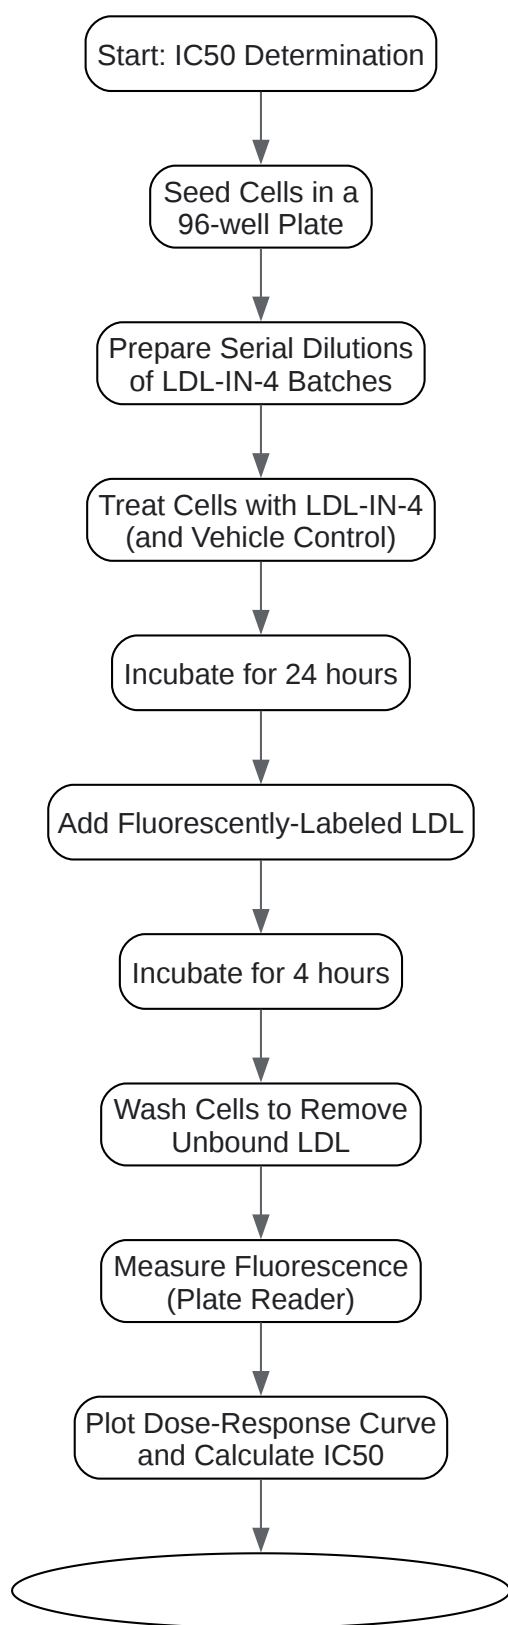 Start: IC50 Determination
Seed Cells in a
96-well Plate
Prepare Serial Dilutions
of LDL-IN-4 Batches
Treat Cells with LDL-IN-4
(and Vehicle Control)
Incubate for 24 hours
Add Fluorescently-Labeled LDL
Incubate for 4 hours
Wash Cells to Remove
Unbound LDL
Measure Fluorescence
(Plate Reader)
Plot Dose-Response Curve
and Calculate IC50